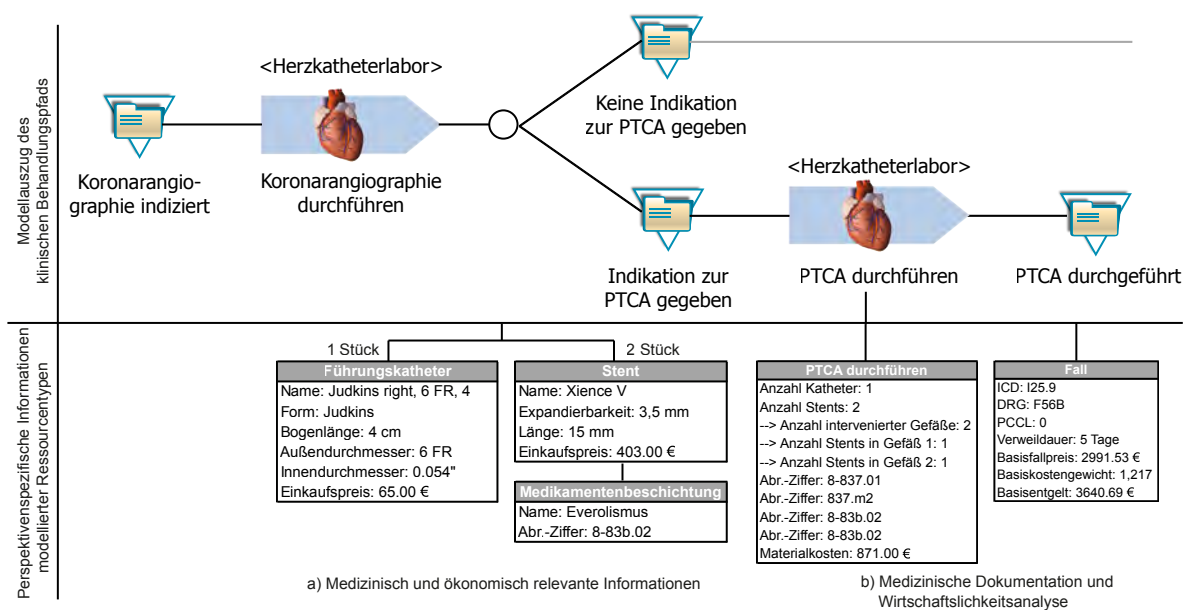 Modellauszug des
klinischen Behandlungspfads
Koronarangio-
graphie indiziert
<Herzkatheterlabor>
Koronarangiographie
durchführen
Keine Indikation
zur PTCA gegeben
Indikation zur
PTCA gegeben
<Herzkatheterlabor>
PTCA durchführen
PTCA durchgeführt
Perspektivenspezifische Informationen
modellierter Ressourcentypen
1 Stück
Führungskatheter
Name: Judkins right, 6 FR, 4
Form: Judkins
Bogenlänge: 4 cm
Außendurchmesser: 6 FR
Innendurchmesser: 0.054"
Einkaufspreis: 65.00 €
2 Stück
Stent
Name: Xience V
Expandierbarkeit: 3,5 mm
Länge: 15 mm
Einkaufspreis: 403.00 €
Medikamentenbeschichtung
Name: Everolismus
Abr.-Ziffer: 8-83b.02
PTCA durchführen
Anzahl Katheter: 1
Anzahl Stents: 2
--> Anzahl intervenierter Gefäße: 2
--> Anzahl Stents in Gefäß 1: 1
--> Anzahl Stents in Gefäß 2: 1
Abr.-Ziffer: 8-837.01
Abr.-Ziffer: 837.m2
Abr.-Ziffer: 8-83b.02
Abr.-Ziffer: 8-83b.02
Materialkosten: 871.00 €
Fall
ICD: I25.9
DRG: F56B
PCCL: 0
Verweildauer: 5 Tage
Basisfallpreis: 2991.53 €
Basiskostengewicht: 1,217
Basisentgelt: 3640.69 €
a) Medizinisch und ökonomisch relevante Informationen
b) Medizinische Dokumentation und
Wirtschaftlichkeitsanalyse